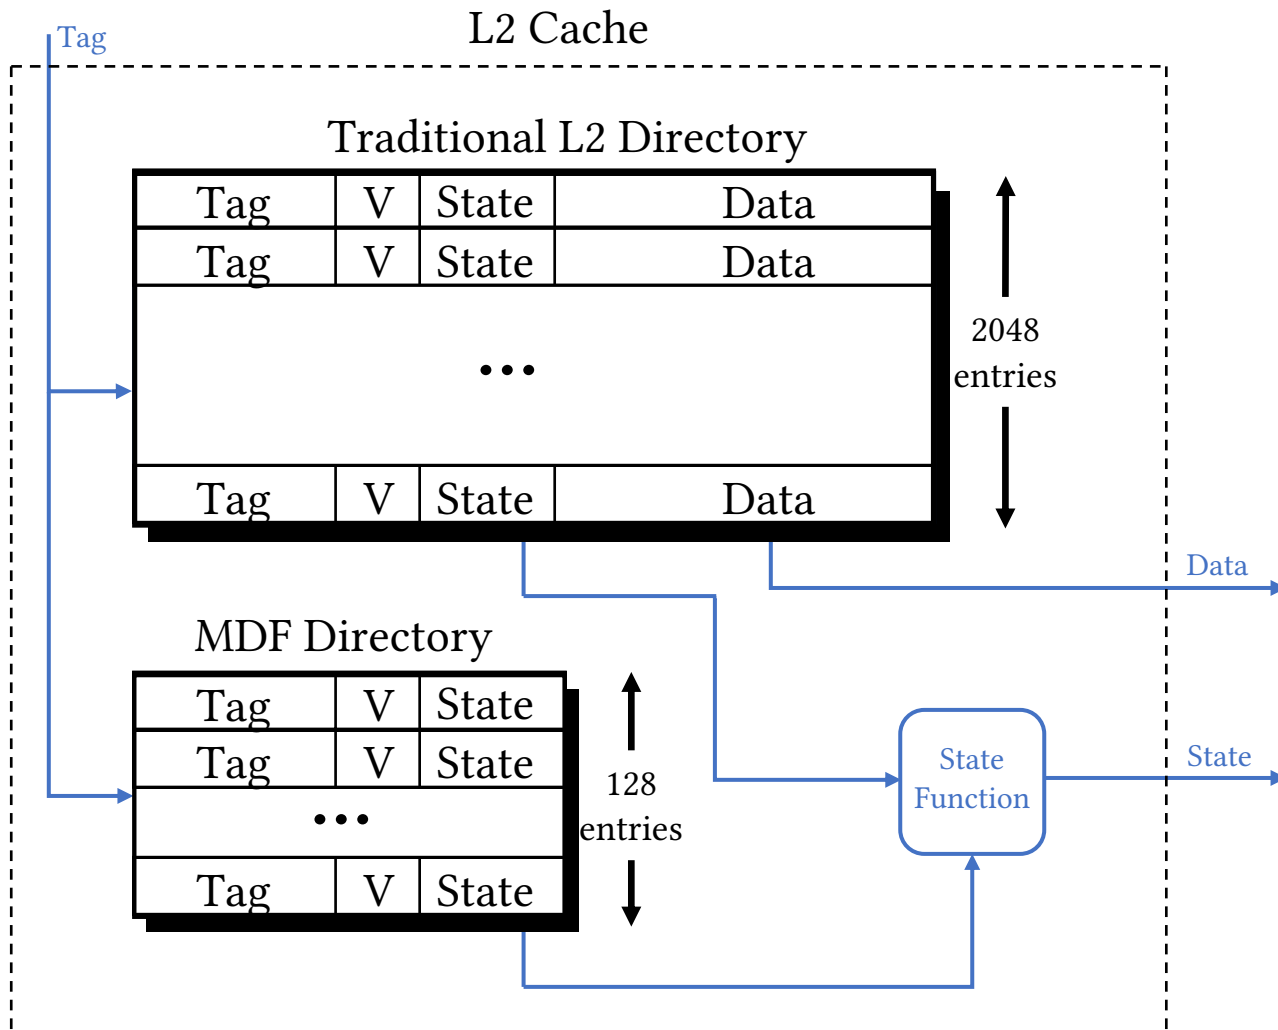 L2 Cache
Tag
Traditional L2 Directory
Tag V State Data
Tag V State Data
...
Tag V State Data
2048
entries
Data
MDF Directory
Tag V State
Tag V State
...
Tag V State
128
entries
State
Function
State